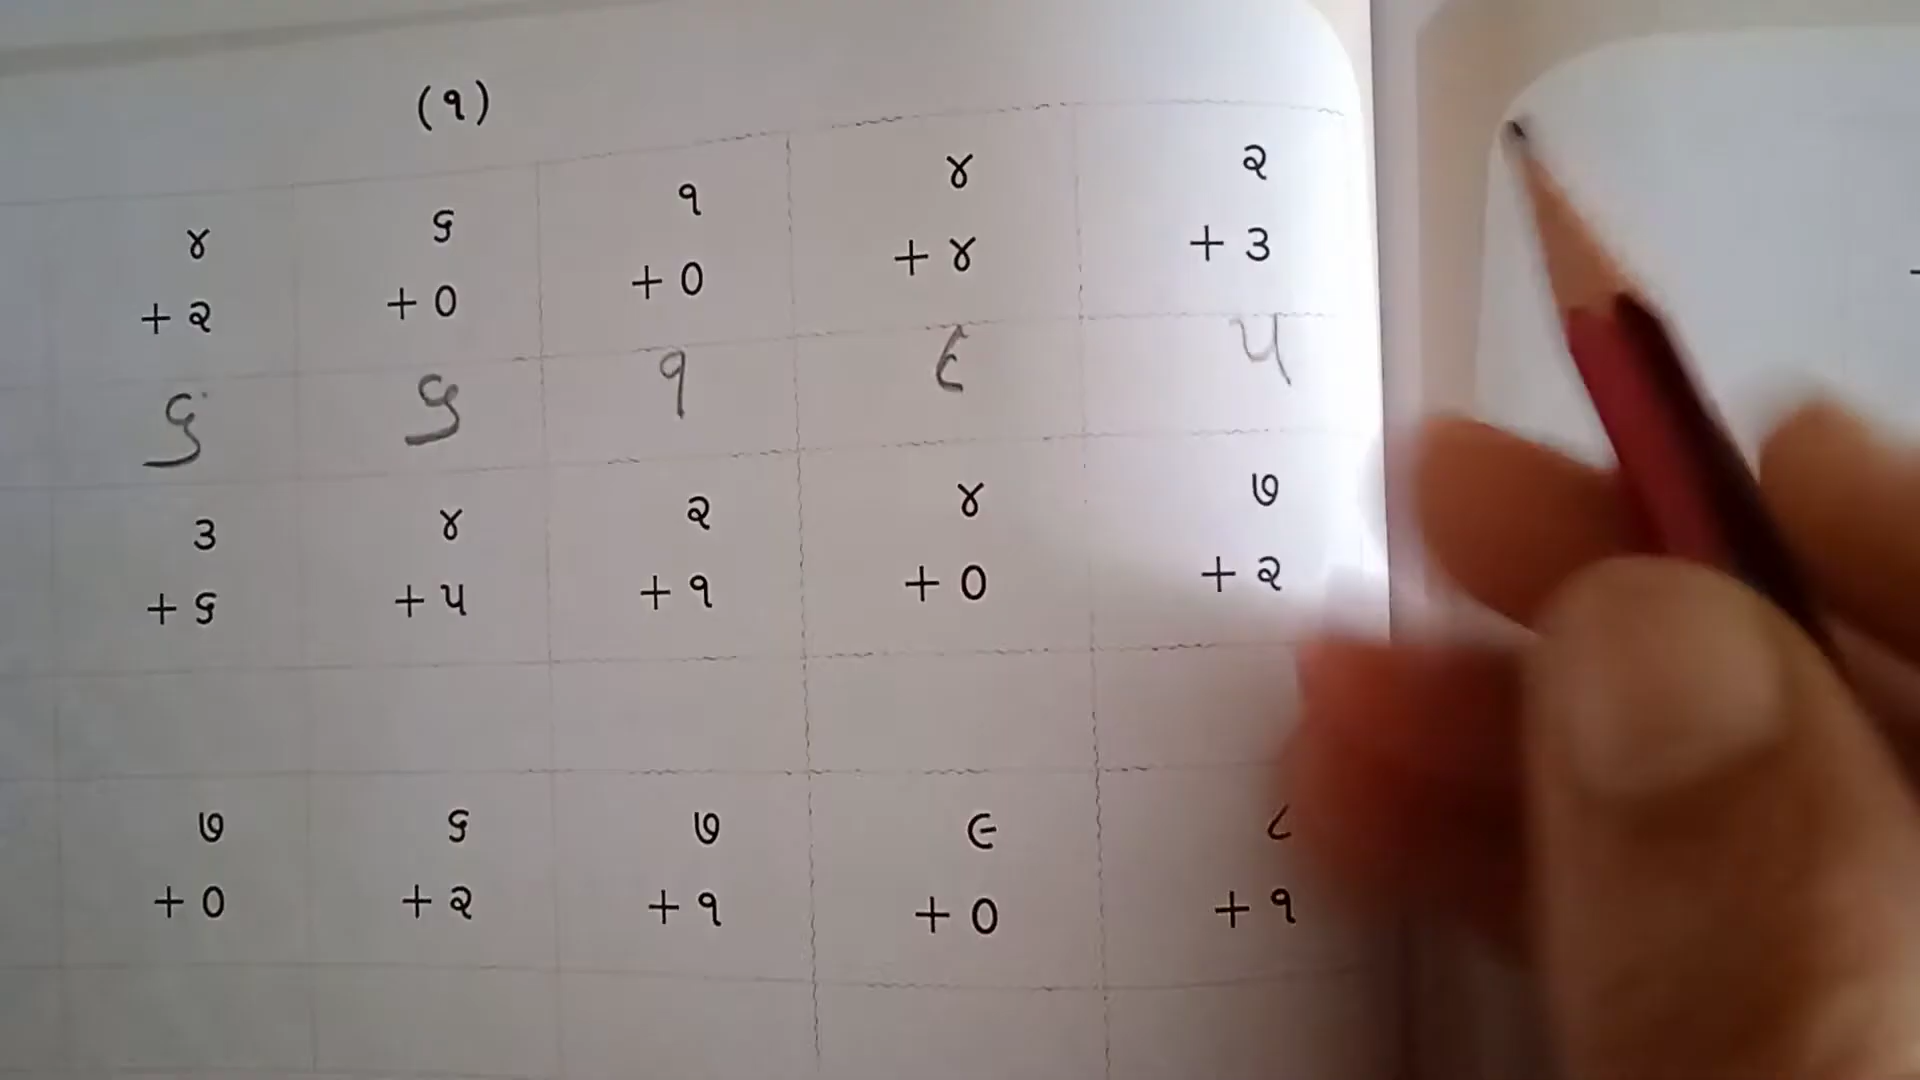 (૧)
૪ ૬ ૧ ૪ ૨
+ ૨ + ૦ + ૦ + ૪ + ૩
૬ ૬ ૧ ૯ ૫
૩ ૪ ૨ ૪ ૭
+ ૬ + ૫ + ૧ + ૦ + ૨
૭ ૬ ૭ ૯ ૮
+ ૦ + ૨ + ૧ + ૦ + ૧